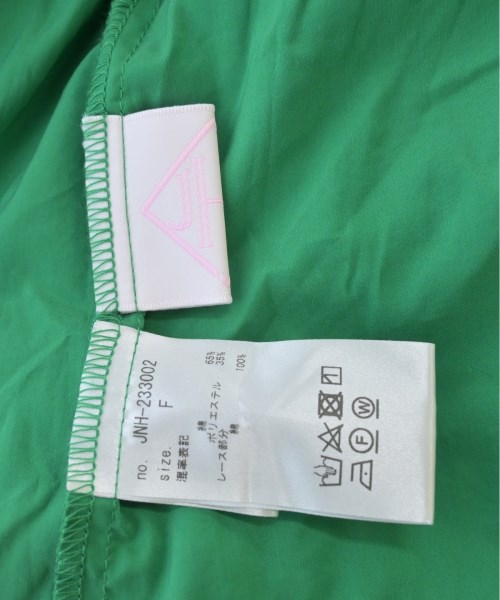 no. JNH-233002
size. F
混率表記
綿 65%
ポリエステル 35%
レース部分
綿 100%
F W